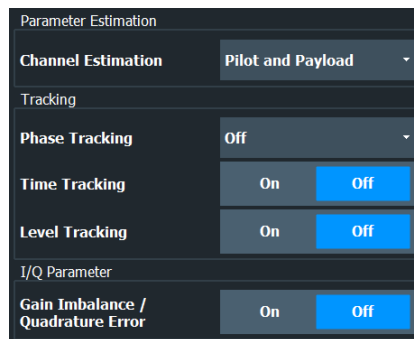 Parameter Estimation
Channel Estimation Pilot and Payload
Tracking
Phase Tracking Off
Time Tracking On Off
Level Tracking On Off
I/Q Parameter
Gain Imbalance /
Quadrature Error On Off